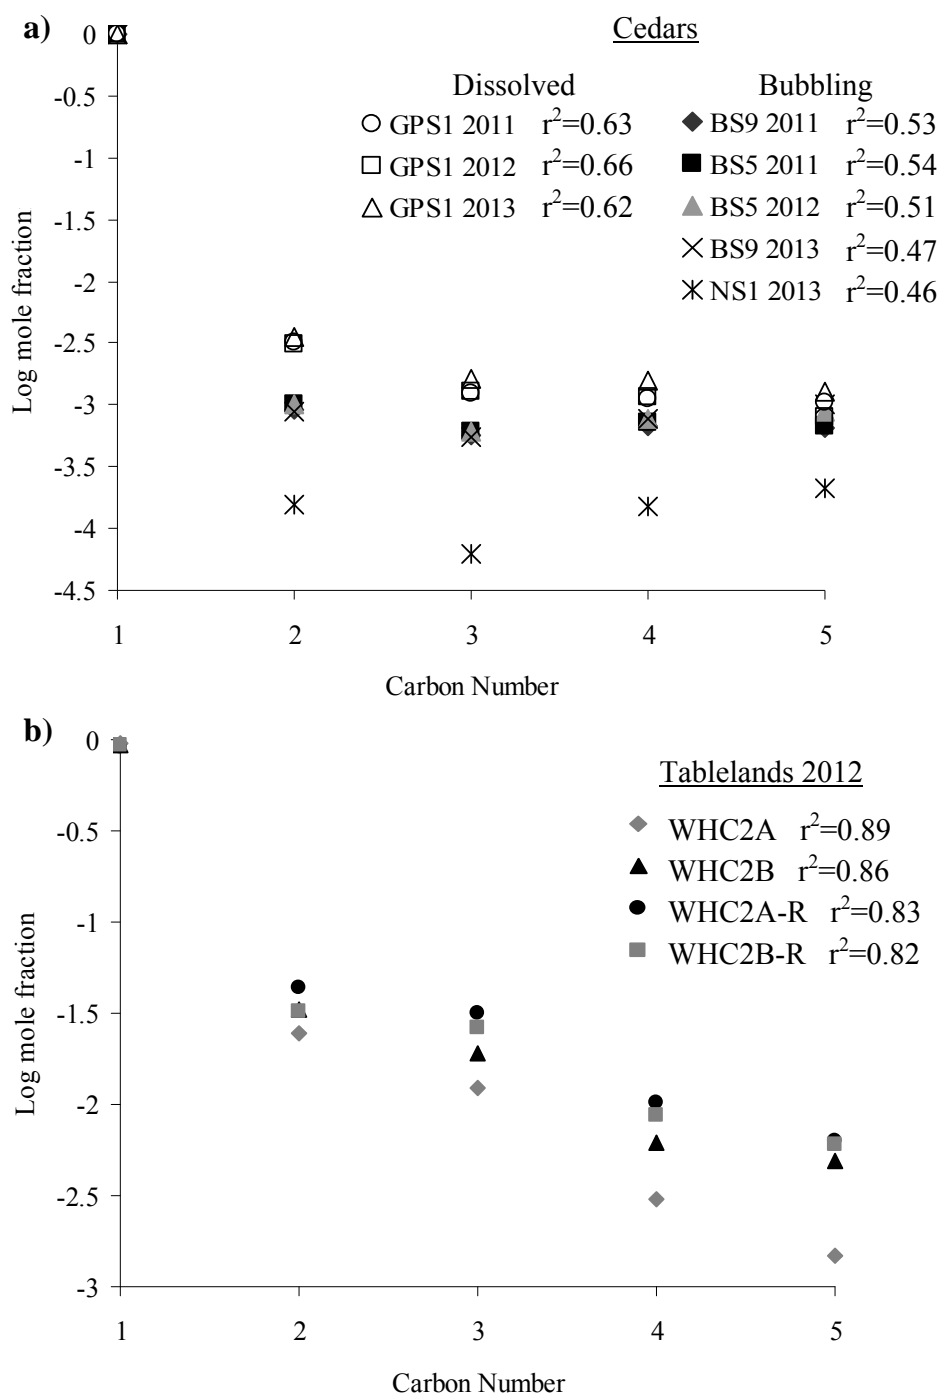 a)
Cedars
Dissolved
Bubbling
GPS1 2011 r²=0.63
GPS1 2012 r²=0.66
GPS1 2013 r²=0.62
BS9 2011 r²=0.53
BS5 2011 r²=0.54
BS5 2012 r²=0.51
BS9 2013 r²=0.47
NS1 2013 r²=0.46
Log mole fraction
0
-0.5
-1
-1.5
-2
-2.5
-3
-3.5
-4
-4.5
1 2 3 4 5
Carbon Number
b)
Tablelands 2012
WHC2A r²=0.89
WHC2B r²=0.86
WHC2A-R r²=0.83
WHC2B-R r²=0.82
Log mole fraction
0
-0.5
-1
-1.5
-2
-2.5
-3
1 2 3 4 5
Carbon Number